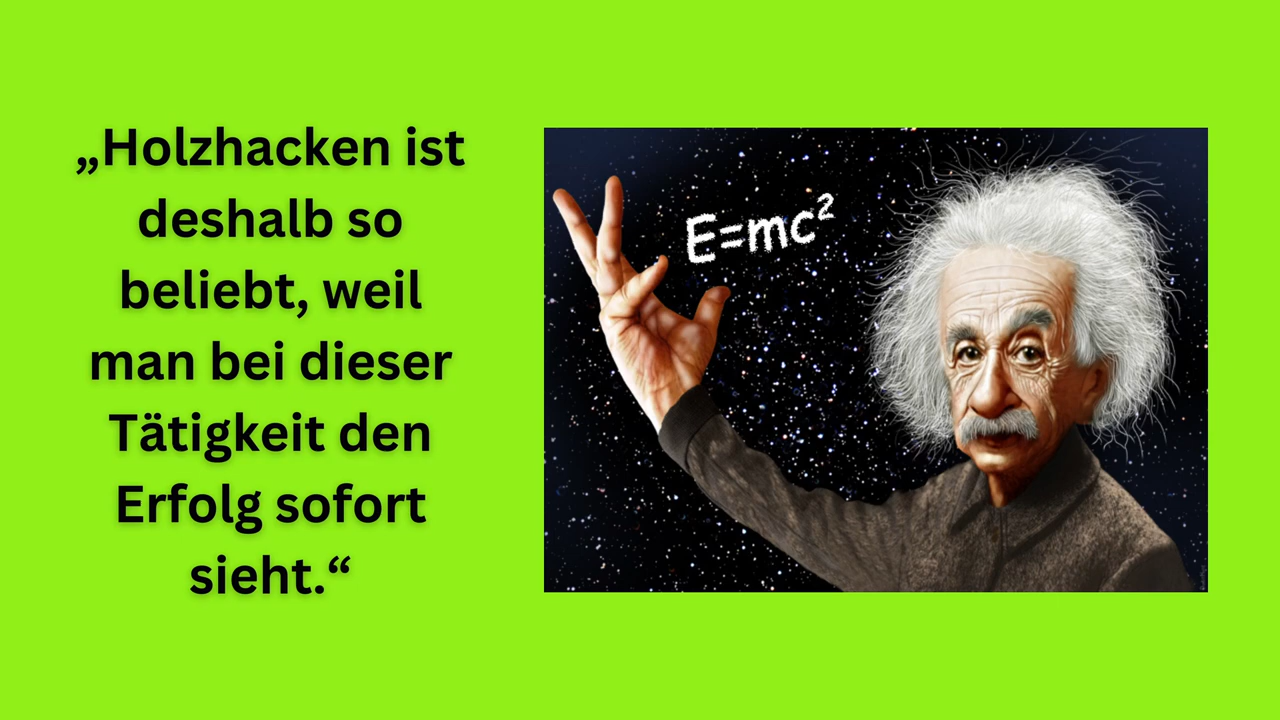 „Holzhacken ist
deshalb so
beliebt, weil
man bei dieser
Tätigkeit den
Erfolg sofort
sieht.“
E=mc²